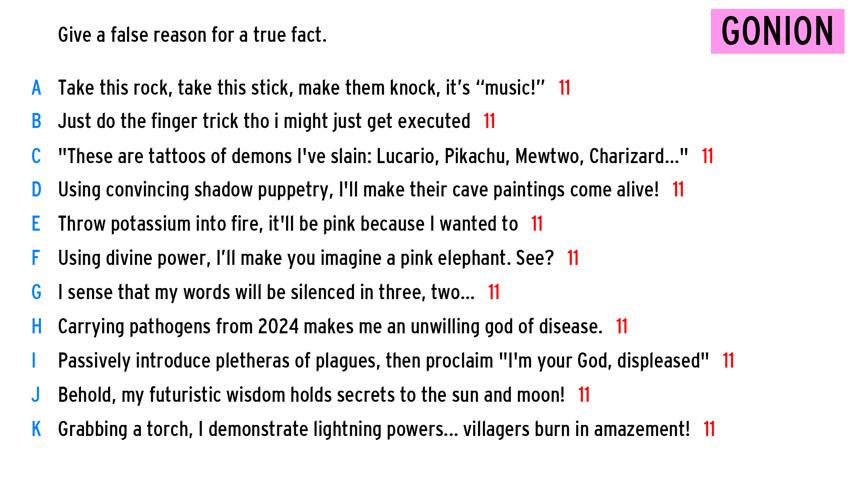 Give a false reason for a true fact.
GONION
A Take this rock, take this stick, make them knock, it’s “music!” 11
B Just do the finger trick tho i might just get executed 11
C "These are tattoos of demons I've slain: Lucario, Pikachu, Mewtwo, Charizard..." 11
D Using convincing shadow puppetry, I'll make their cave paintings come alive! 11
E Throw potassium into fire, it'll be pink because I wanted to 11
F Using divine power, I’ll make you imagine a pink elephant. See? 11
G I sense that my words will be silenced in three, two... 11
H Carrying pathogens from 2024 makes me an unwilling god of disease. 11
I Passively introduce pletheras of plagues, then proclaim "I'm your God, displeased" 11
J Behold, my futuristic wisdom holds secrets to the sun and moon! 11
K Grabbing a torch, I demonstrate lightning powers... villagers burn in amazement! 11